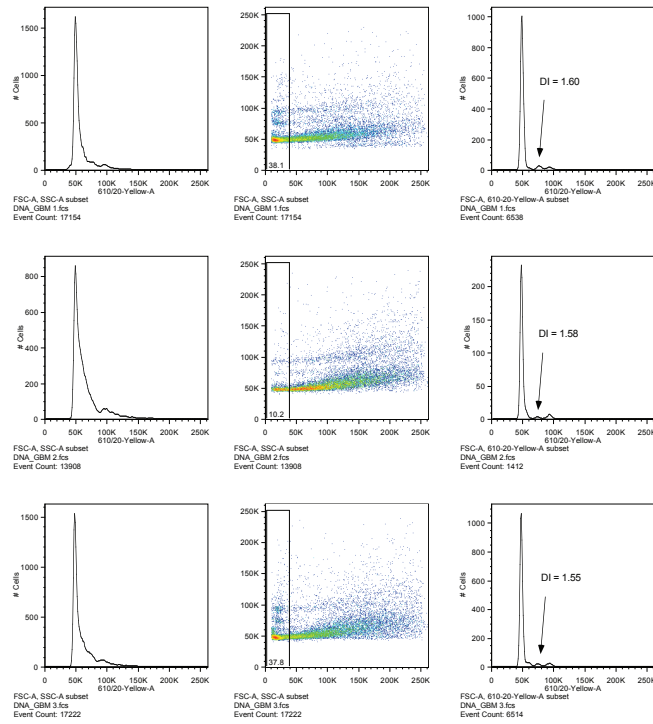 1500
1000
500
0
# Cells
0 50K 100K 150K 200K 250K
610/20-Yellow-A
FSC-A, SSC-A subset
DNA_GBM 1.fcs
Event Count: 17154
250K
200K
150K
100K
50K
0
38.1
0 50K 100K 150K 200K 250K
FSC-A, SSC-A subset
DNA_GBM 1.fcs
Event Count: 17154
1000
800
600
400
200
0
# Cells
DI = 1.60
0 50K 100K 150K 200K 250K
610/20-Yellow-A
FSC-A, 610-20-Yellow-A subset
DNA_GBM 1.fcs
Event Count: 6538
800
600
400
200
0
# Cells
0 50K 100K 150K 200K 250K
610/20-Yellow-A
FSC-A, SSC-A subset
DNA_GBM 2.fcs
Event Count: 13908
250K
200K
150K
100K
50K
0
10.2
0 50K 100K 150K 200K 250K
FSC-A, SSC-A subset
DNA_GBM 2.fcs
Event Count: 13908
200
150
100
50
0
# Cells
DI = 1.58
0 50K 100K 150K 200K 250K
610/20-Yellow-A
FSC-A, 610-20-Yellow-A subset
DNA_GBM 2.fcs
Event Count: 1412
1500
1000
500
0
# Cells
0 50K 100K 150K 200K 250K
610/20-Yellow-A
FSC-A, SSC-A subset
DNA_GBM 3.fcs
Event Count: 17222
250K
200K
150K
100K
50K
0
37.8
0 50K 100K 150K 200K 250K
FSC-A, SSC-A subset
DNA_GBM 3.fcs
Event Count: 17222
1000
800
600
400
200
0
# Cells
DI = 1.55
0 50K 100K 150K 200K 250K
610/20-Yellow-A
FSC-A, 610-20-Yellow-A subset
DNA_GBM 3.fcs
Event Count: 6514